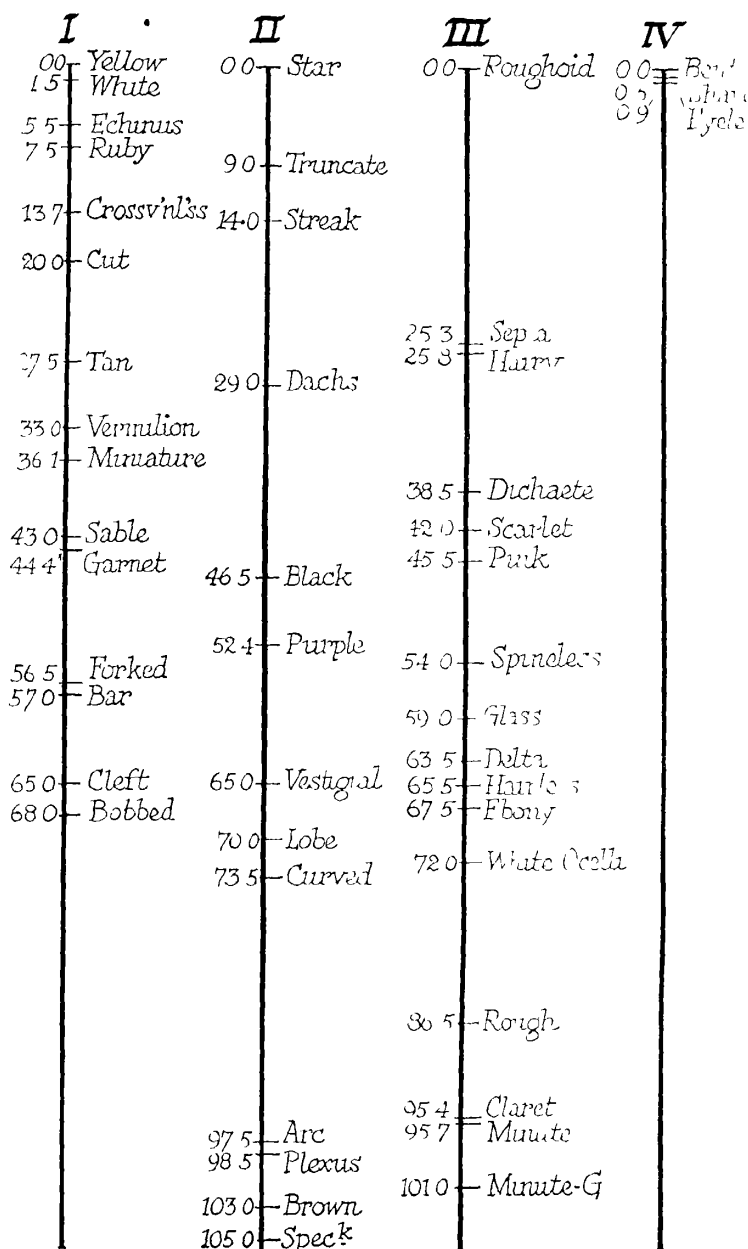 I
00 Yellow
1 5 White
5 5 Echinus
7 5 Ruby
13 7 Crossv'nl'ss
20 0 Cut
7 5 Tan
33 0 Vermilion
36 1 Miniature
43 0 Sable
44 4 Garnet
56 5 Forked
57 0 Bar
65 0 Cleft
68 0 Bobbed
II
0 0 Star
9 0 Truncate
14.0 Streak
29 0 Dachs
46 5 Black
52 4 Purple
65 0 Vestigial
70 0 Lobe
73 5 Curved
97 5 Arc
98 5 Plexus
103 0 Brown
105 0 Speck
III
0 0 Roughoid
25 3 Sepia
25 8 Hairy
38 5 Dichaete
42 0 Scarlet
45 5 Pink
54 0 Spineless
59 0 Glass
63 5 Delta
65 5 Hairless
67 5 Ebony
72 0 White Ocelli
86 5 Rough
95 4 Claret
95 7 Minute
101 0 Minute-G
IV
0 0 Bent
0 5
0 9